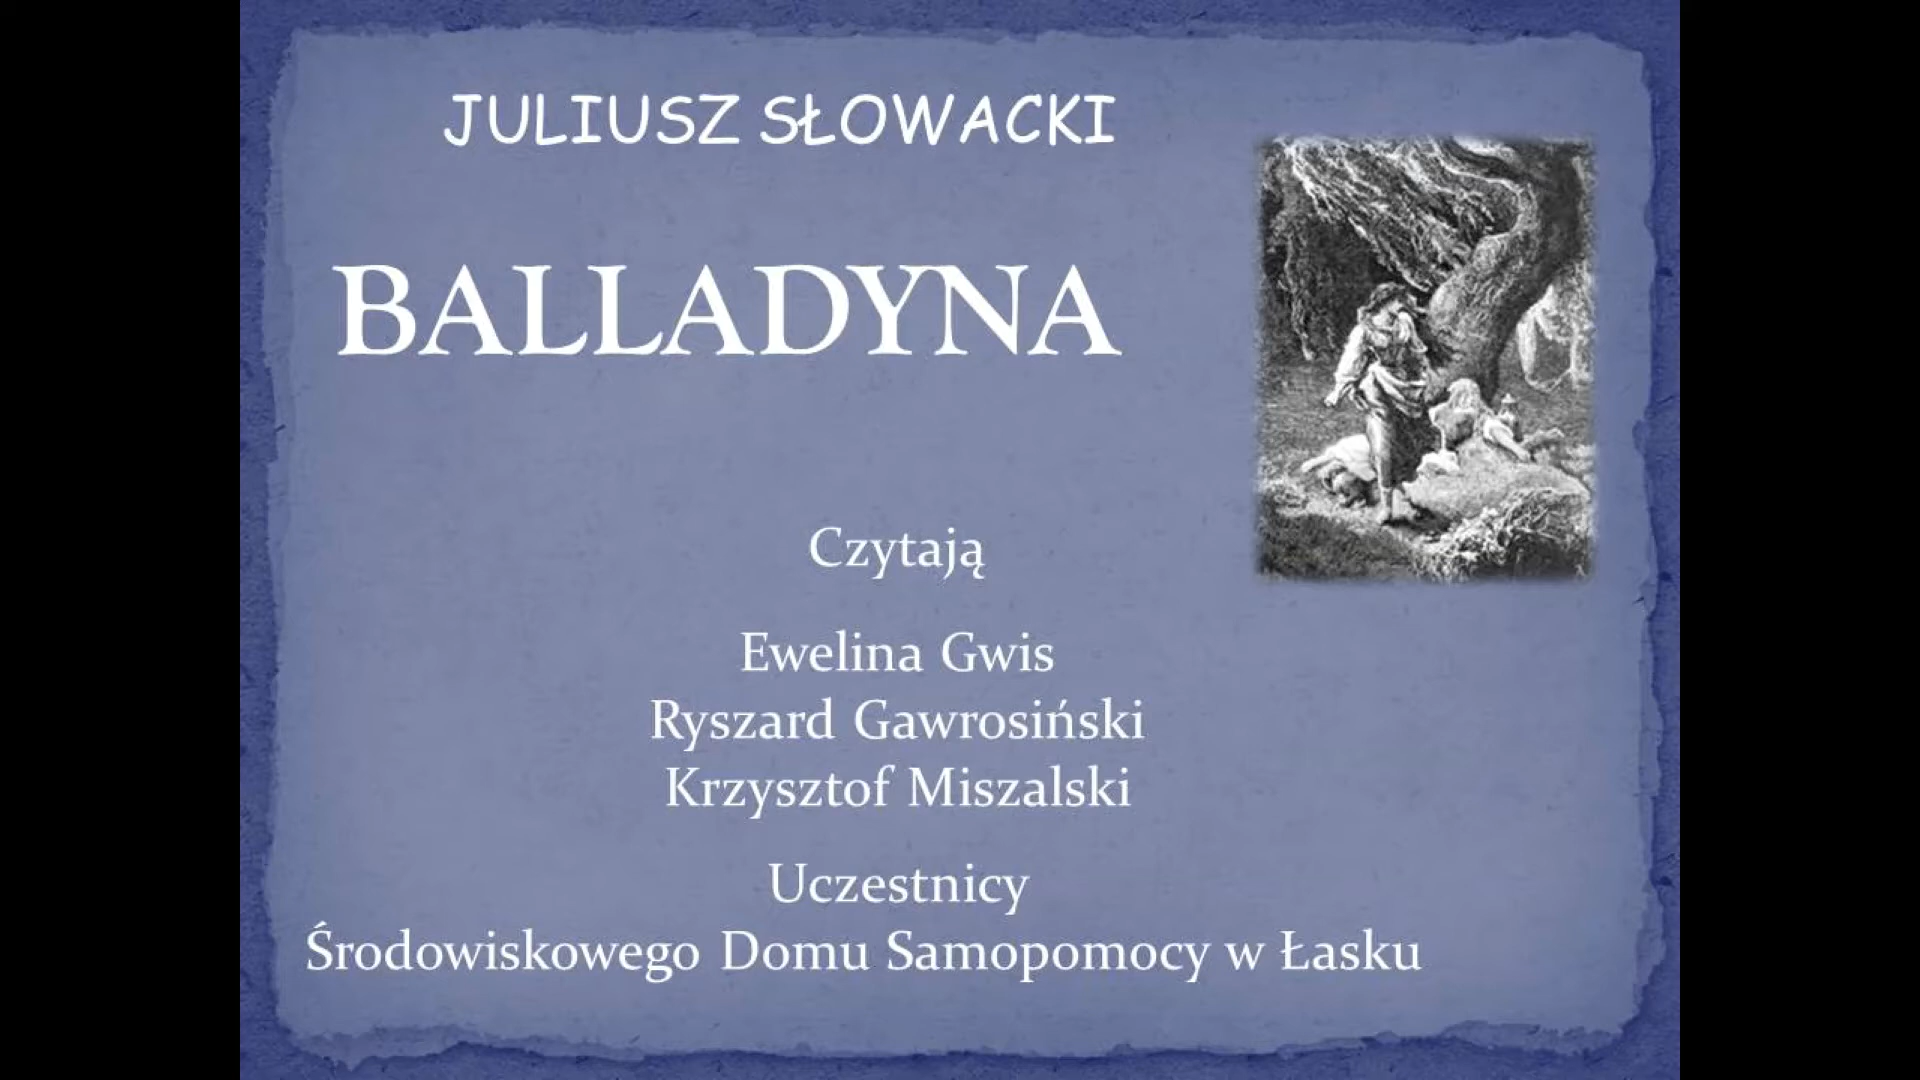 JULIUSZ SŁOWACKI
BALLADYNA
Czytają
Ewelina Gwis
Ryszard Gawrosiński
Krzysztof Miszalski
Uczestnicy
Środowiskowego Domu Samopomocy w Łasku